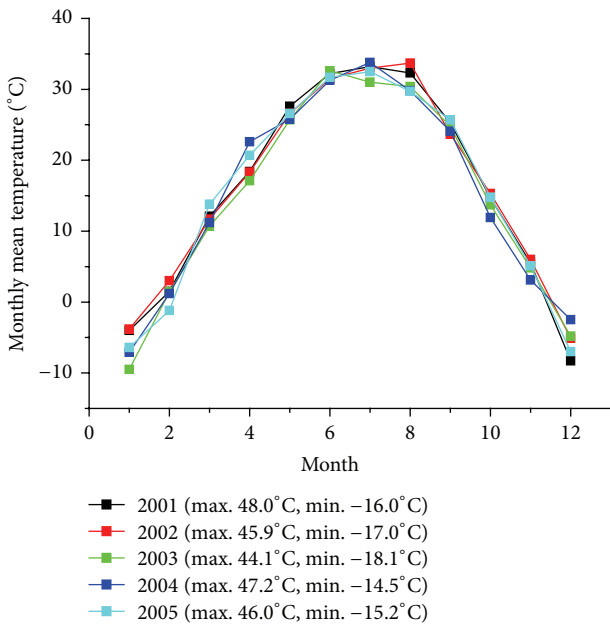 Monthly mean temperature (°C)
40
30
20
10
0
−10
0
2
4
6
8
10
12
Month
2001 (max. 48.0°C, min. −16.0°C)
2002 (max. 45.9°C, min. −17.0°C)
2003 (max. 44.1°C, min. −18.1°C)
2004 (max. 47.2°C, min. −14.5°C)
2005 (max. 46.0°C, min. −15.2°C)